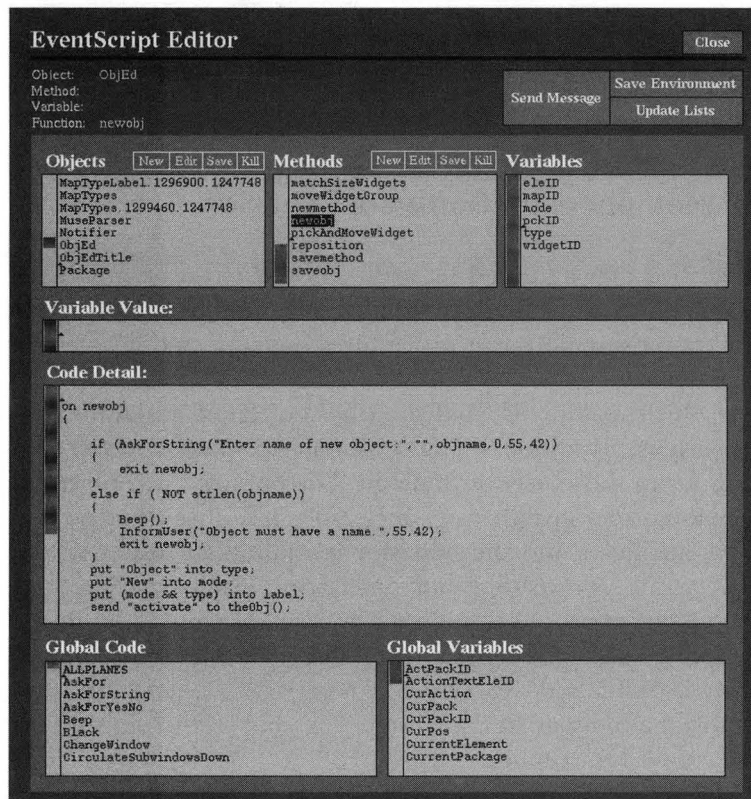 EventScript Editor
Close
Object: ObjEd
Method:
Variable:
Function: newobj
Send Message
Save Environment
Update Lists
Objects
New Edit Save Kill
MapTypeLabel.1296900.1247748
MapTypes
MapTypes.1299460.1247748
MuseParser
Notifier
ObjEd
ObjEdTitle
Package
Methods
New Edit Save Kill
matchSizeWidgets
moveWidgetGroup
newmethod
newobj
pickAndMoveWidget
reposition
savemethod
saveobj
Variables
eleID
mapID
mode
pckID
type
widgetID
Variable Value:
Code Detail:
on newobj
{
if (AskForString("Enter name of new object:","",objname,0,55,42))
{
exit newobj;
}
else if ( NOT strlen(objname))
{
Beep();
InformUser("Object must have a name.",55,42);
exit newobj;
}
put "Object" into type;
put "New" into mode;
put (mode && type) into label;
send "activate" to theObj();
Global Code
ALLPLANES
AskFor
AskForString
AskForYesNo
Beep
Black
ChangeWindow
CirculateSubwindowsDown
Global Variables
ActPackID
ActionTextEleID
CurAction
CurPack
CurPackID
CurPos
CurrentElement
CurrentPackage